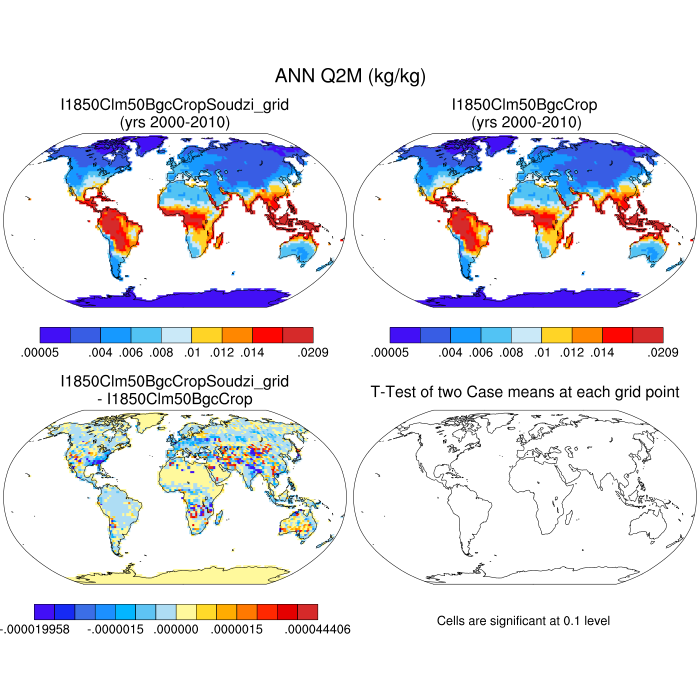 ANN Q2M (kg/kg)
I1850Clm50BgcCropSoudzi_grid
(yrs 2000-2010)
I1850Clm50BgcCrop
(yrs 2000-2010)
.00005 .004 .006 .008 .01 .012 .014 .0209
.00005 .004 .006 .008 .01 .012 .014 .0209
I1850Clm50BgcCropSoudzi_grid
- I1850Clm50BgcCrop
T-Test of two Case means at each grid point
-.000019958 -.000015 .000000 .0000015 .000044406
Cells are significant at 0.1 level